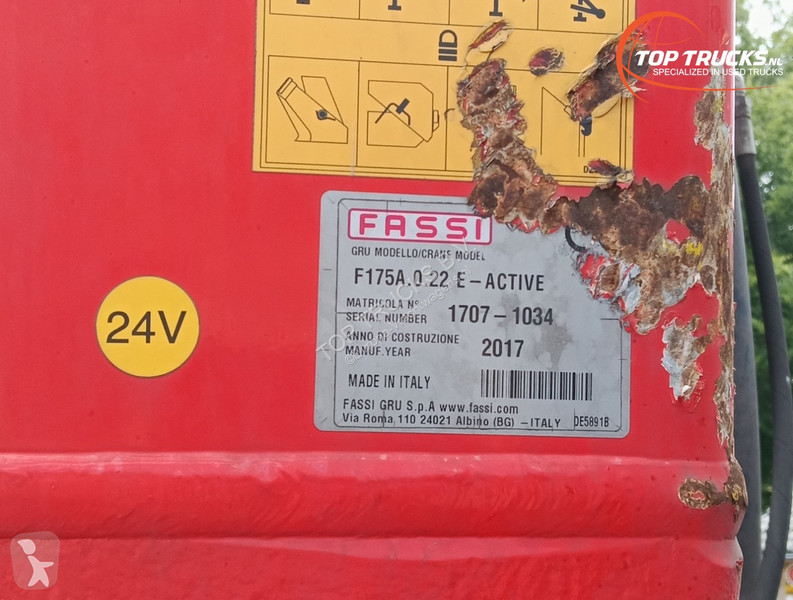 TOP TRUCKS.NL
SPECIALIZED IN USED TRUCKS
FASSI
GRU MODELLO/CRANE MODEL
F175A.0.22 E-ACTIVE
MATRICOLA N°
SERIAL NUMBER 1707-1034
ANNO DI COSTRUZIONE
MANUF.YEAR 2017
MADE IN ITALY
FASSI GRU S.p.A www.fassi.com
Via Roma 110 24021 Albino (BG) -ITALY DE5891B
24V